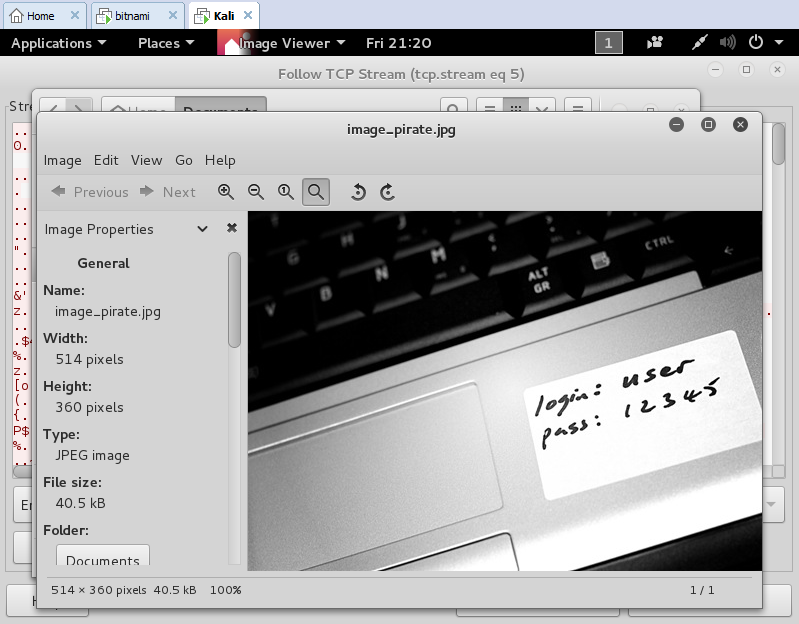 Home
bitnami
Kali
Applications
Places
Image Viewer
Fri 21:20
1
Follow TCP Stream (tcp.stream eq 5)
Home
Documents
image_pirate.jpg
Image Edit View Go Help
Previous
Next
1
Image Properties
General
Name:
image_pirate.jpg
Width:
514 pixels
Height:
360 pixels
Type:
JPEG image
File size:
40.5 kB
Folder:
Documents
G
H
J
V
B
N
M
ALT
GR
CTRL
login: user
pass: 12345
514 × 360 pixels 40.5 kB 100%
1 / 1